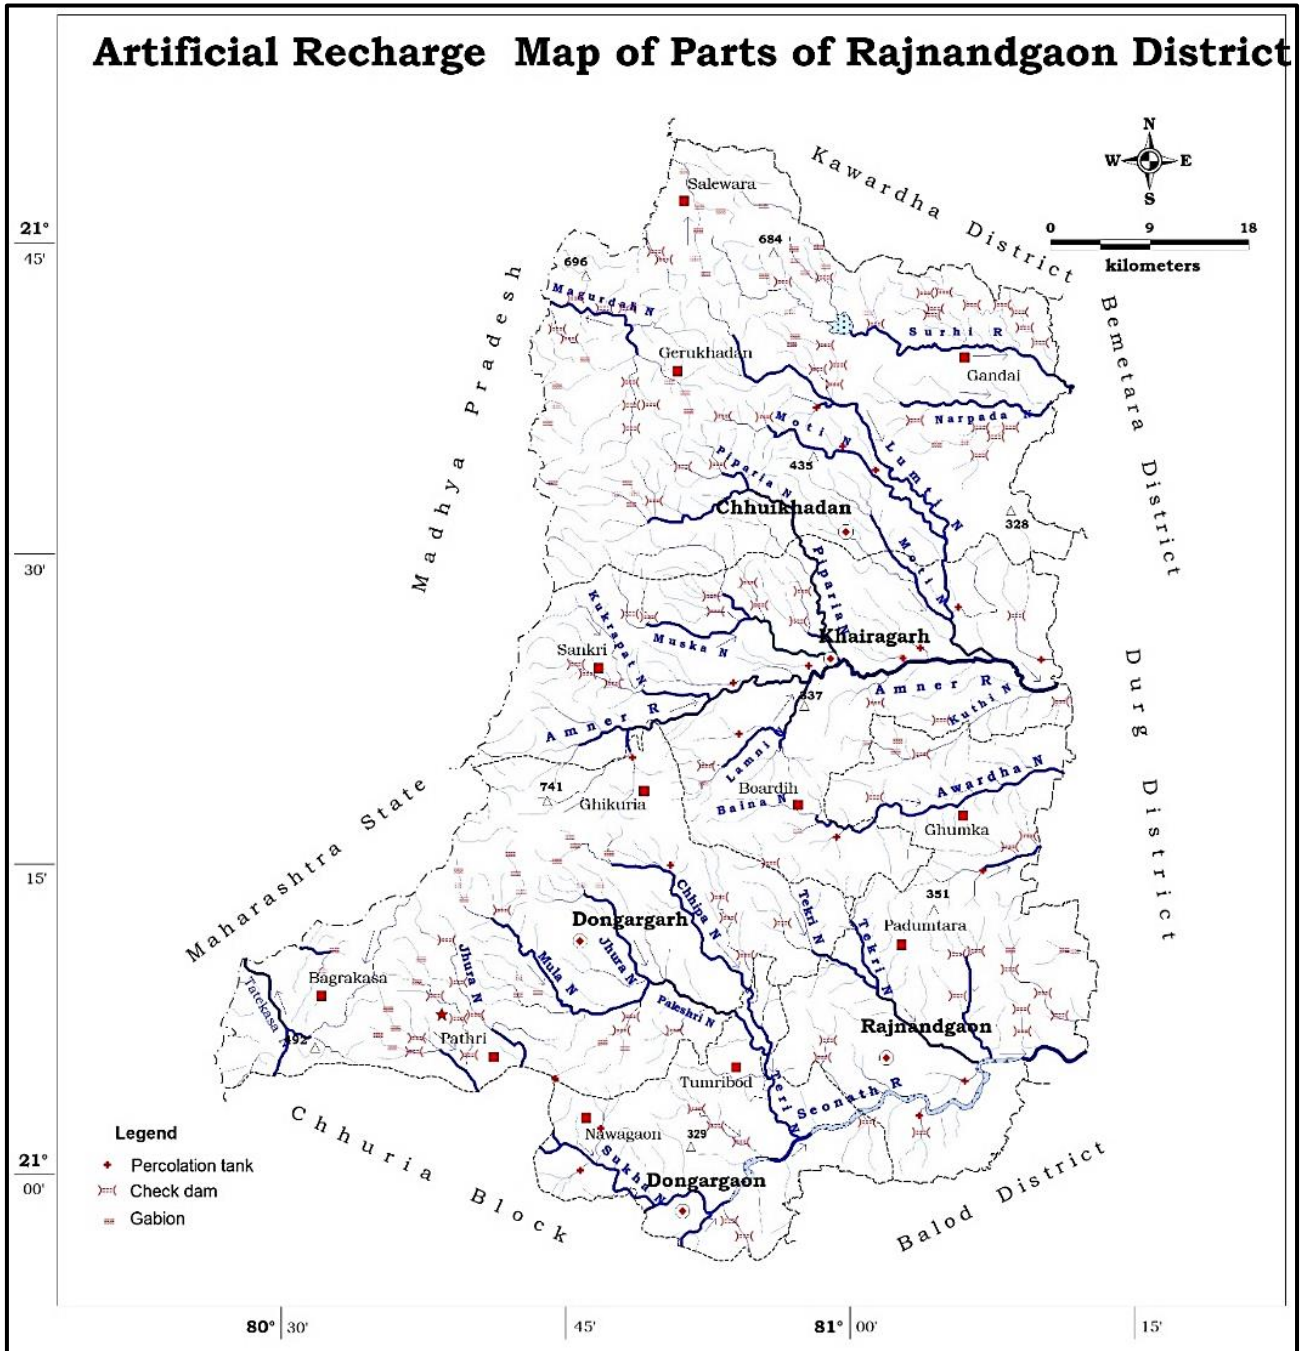 Artificial Recharge Map of Parts of Rajnandgaon District
N
W E
S
Kawardha District
0 9 18
kilometers
Salewara
684
696
21°
45'
Magurdah N
Madhya Pradesh
Bemetara District
Surhi R
Gerukhadan
Gandai
Narpada N
Moti N
Lumti N
435
Piparia N
Chhuikhadan
328
30'
Moti N
Piparia N
Kukrapat N
Muska N
Khairagarh
Sankri
Amner R
Kuthi N
337
Amner R
Durg District
Lamni N
Awardha N
741
Ghikuria
Boardih
Baina N
Ghumka
Maharashtra State
15'
Chhipa N
351
Tekri N
Tekri N
Padumtara
Dongargarh
Jhura N
Mula N
Jhura N
Bagrakasa
Tatekasa
Pakshri N
492
Pathri
Rajnandgaon
Tumribod
Teri N
Seonath R
Chhuria Block
Nawagaon
329
Sukha N
Dongargaon
Balod District
Legend
Percolation tank
Check dam
Gabion
21°
00'
80° 30'
45'
81° 00'
15'